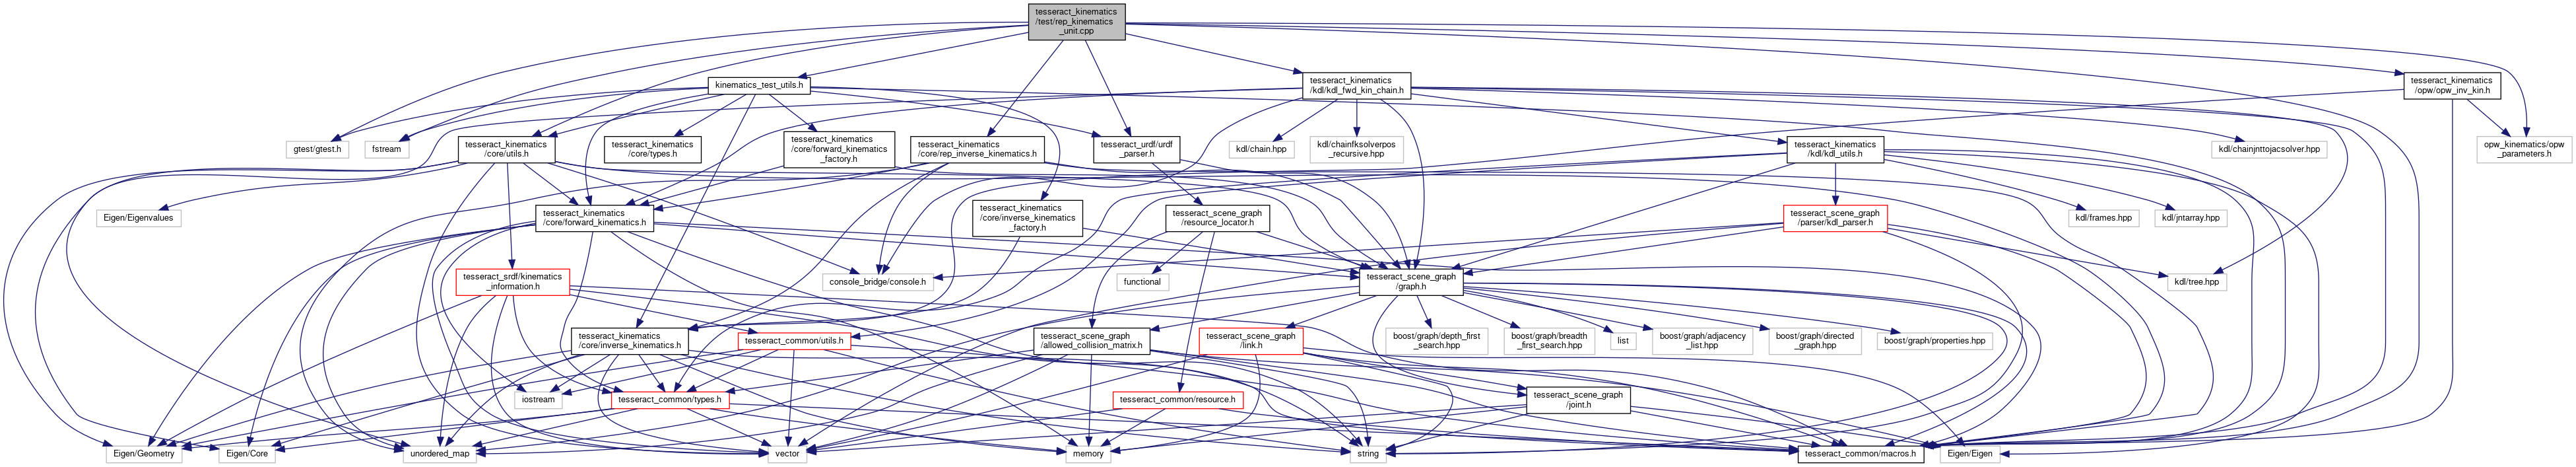 tesseract_kinematics
/test/rep_kinematics
_unit.cpp
kinematics_test_utils.h
tesseract_kinematics
/kdl/kdl_fwd_kin_chain.h
tesseract_kinematics
/opw/opw_inv_kin.h
gtest/gtest.h
fstream
tesseract_kinematics
/core/utils.h
tesseract_kinematics
/core/types.h
tesseract_kinematics
/core/forward_kinematics
_factory.h
tesseract_kinematics
/core/rep_inverse_kinematics.h
tesseract_urdf/urdf
_parser.h
kdl/chain.hpp
kdl/chainfksolverpos
_recursive.hpp
tesseract_kinematics
/kdl/kdl_utils.h
kdl/chainjnttojacsolver.hpp
opw_kinematics/opw
_parameters.h
Eigen/Eigenvalues
tesseract_kinematics
/core/forward_kinematics.h
tesseract_kinematics
/core/inverse_kinematics
_factory.h
tesseract_scene_graph
/resource_locator.h
tesseract_scene_graph
/parser/kdl_parser.h
kdl/frames.hpp
kdl/jntarray.hpp
tesseract_srdf/kinematics
_information.h
console_bridge/console.h
functional
tesseract_scene_graph
/graph.h
kdl/tree.hpp
tesseract_kinematics
/core/inverse_kinematics.h
tesseract_common/utils.h
tesseract_scene_graph
/allowed_collision_matrix.h
tesseract_scene_graph
/link.h
boost/graph/depth_first
_search.hpp
boost/graph/breadth
_first_search.hpp
list
boost/graph/adjacency
_list.hpp
boost/graph/directed
_graph.hpp
boost/graph/properties.hpp
iostream
tesseract_common/types.h
tesseract_common/resource.h
tesseract_scene_graph
/joint.h
Eigen/Geometry
Eigen/Core
unordered_map
vector
memory
string
tesseract_common/macros.h
Eigen/Eigen